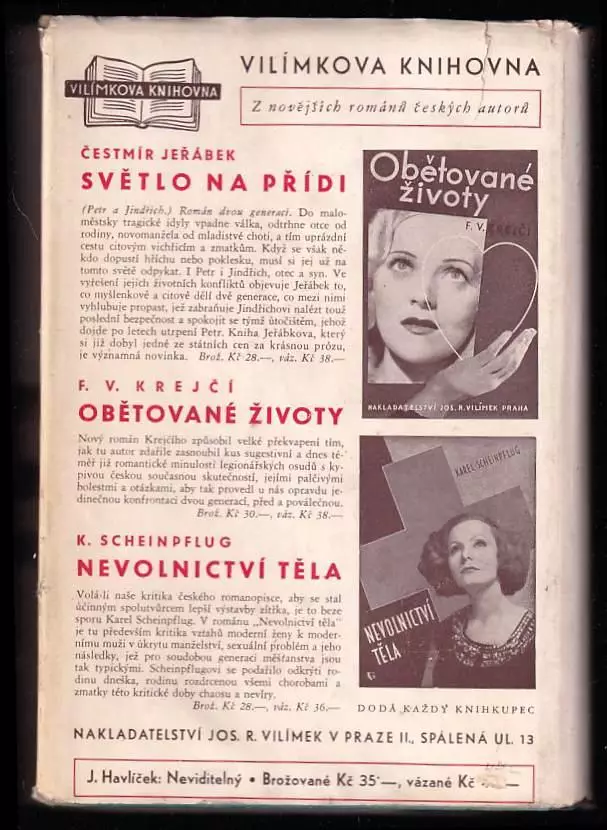 VILÍMKOVA KNIHOVNA
VILÍMKOVA KNIHOVNA
Z novějších románů českých autorů
ČESTMÍR JEŘÁBEK
SVĚTLO NA PŘÍDI
(Petr a Jindřich.) Román dvou generací. Do malo-
městsky tragické idyly vpadne válka, odtrhne otce od
rodiny, novomanžela od mladistvé choti, a tím uprázdní
cestu citovým vichřicím a zmatkům. Když se však ně-
kdo dopustí hříchu nebo poklesku, musí si jej už na
tomto světě odpykat. I Petr i Jindřich, otec a syn. Ve
vyřešení jejich životních konfliktů objevuje Jeřábek to,
co myšlenkově a citově dělí dvě generace, co mezi nimi
vyhlubuje propast, jež zabraňuje Jindřichovi nalézt touž
poslední bezpečnost a spokojit se týmž útočištěm, jehož
dojde po letech utrpení Petr. Kniha Jeřábkova, který
si již dobyl jedné ze státních cen za krásnou prózu,
je významná novinka. Brož. Kč 28.—, váz. Kč 38.—
F. V. KREJČÍ
OBĚTOVANÉ ŽIVOTY
Nový román Krejčího způsobil velké překvapení tím,
jak tu autor zdařile zasnoubil kus sugestivní a dnes té-
měř již romantické minulosti legionářských osudů s ky-
pivou českou současnou skutečností, jejími palčivými
bolestmi a otázkami, aby tak provedl u nás opravdu je-
dinečnou konfrontaci dvou generací, před a poválečnou.
Brož. Kč 30.—, váz. Kč 38.—
K. SCHEINPFLUG
NEVOLNICTVÍ TĚLA
Volá-li naše kritika českého romanopisce, aby se stal
účinným spolutvůrcem lepší výstavby zítřka, je to beze
sporu Karel Scheinpflug. V románu „Nevolnictví těla"
je tu především kritika vztahů moderní ženy k moder-
nímu muži v úkrytu manželství, sexuální problém a jeho
následky, jež pro soudobou generaci měšťanstva jsou
tak typickými. Scheinpflugovi se podařilo odkrýti ro-
dinu dneška, rodinu rozdrcenou všemi chorobami a
zmatky této kritické doby chaosu a nevíry.
Brož. Kč 28.—, váz. Kč 36.—
Obětované
životy
F. V. KREJČÍ
NAKLADATELSTVÍ JOS. R. VILÍMEK PRAHA
KAREL SCHEINPFLUG
NEVOLNICTVÍ
TĚLA
DODÁ KAŽDÝ KNIHKUPEC
NAKLADATELSTVÍ JOS. R. VILÍMEK V PRAZE II., SPÁLENÁ UL. 13
J. Havlíček: Neviditelný • Brožované Kč 35·—, vázané Kč